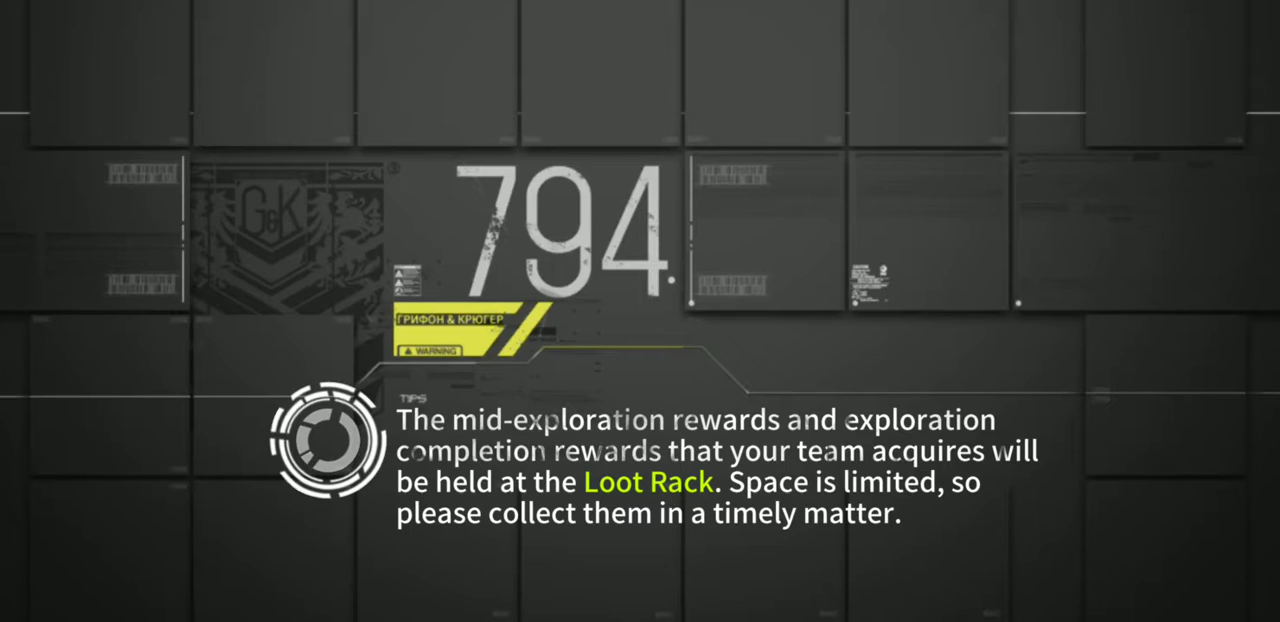 G&K
794.
ГРИФОН & КРЮГЕР
WARNING
TIPS
The mid-exploration rewards and exploration
completion rewards that your team acquires will
be held at the Loot Rack. Space is limited, so
please collect them in a timely matter.